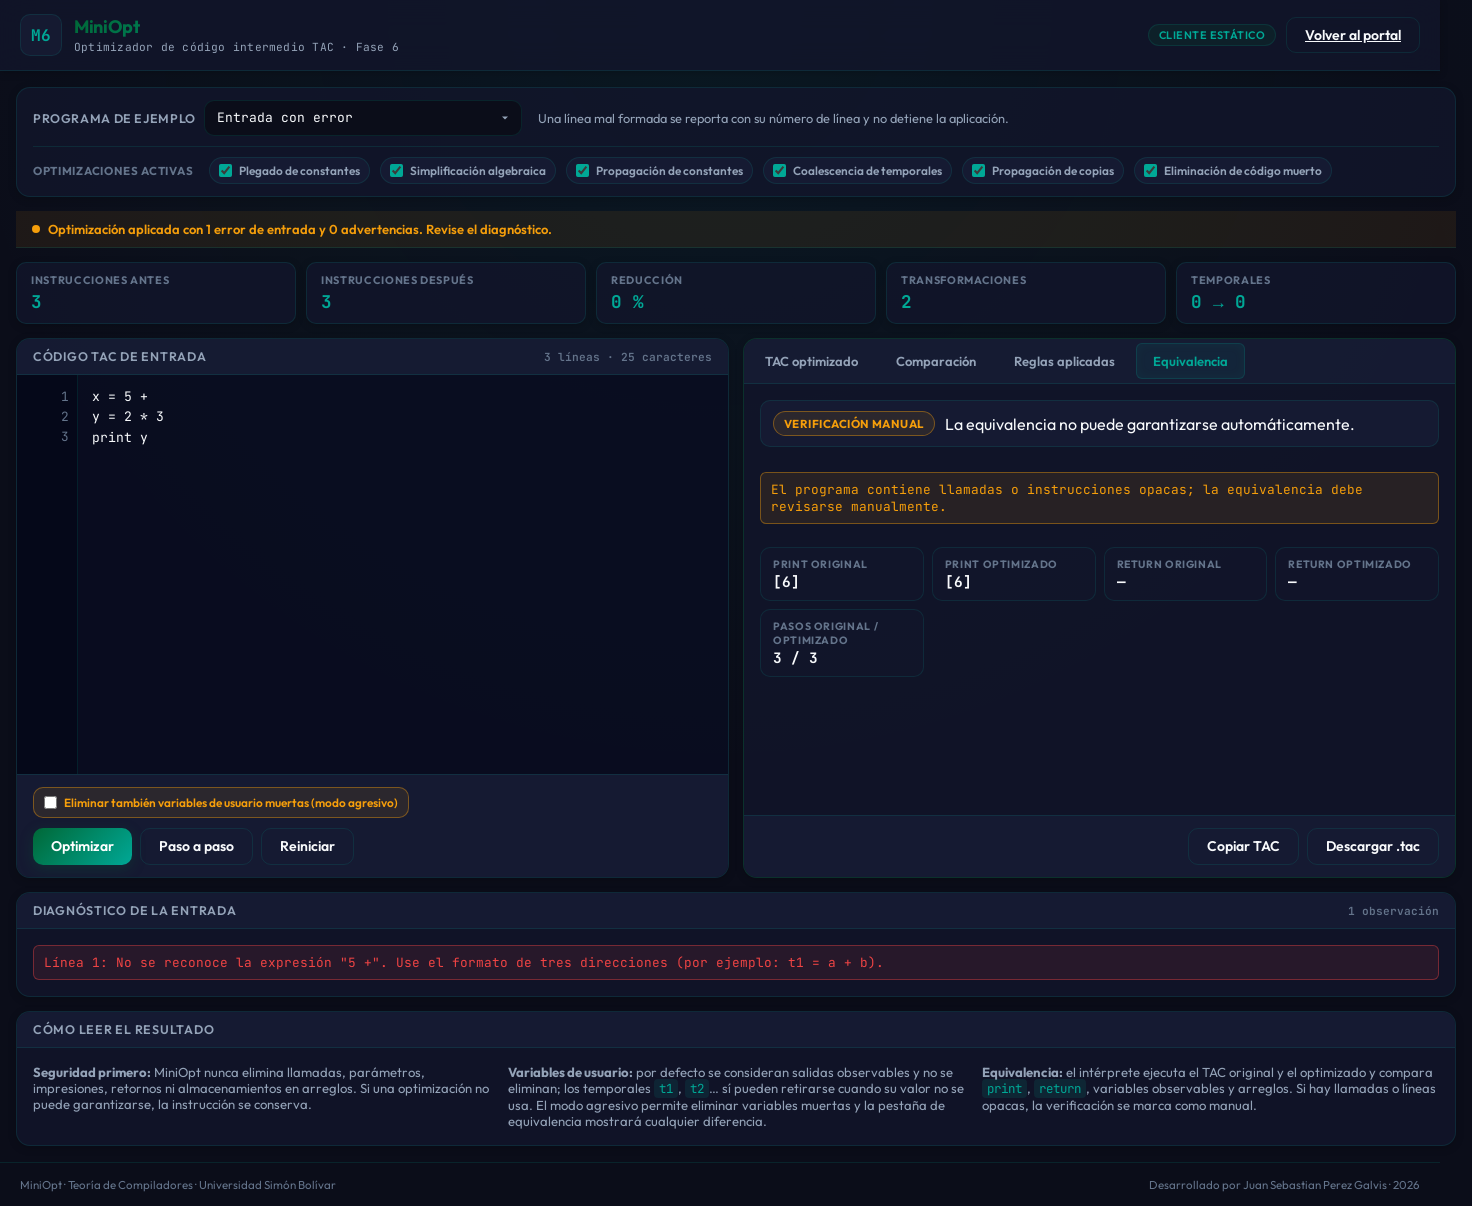 M6
MiniOpt
Optimizador de código intermedio TAC · Fase 6
CLIENTE ESTÁTICO
Volver al portal
PROGRAMA DE EJEMPLO
Entrada con error
Una línea mal formada se reporta con su número de línea y no detiene la aplicación.
OPTIMIZACIONES ACTIVAS
Plegado de constantes
Simplificación algebraica
Propagación de constantes
Coalescencia de temporales
Propagación de copias
Eliminación de código muerto
Optimización aplicada con 1 error de entrada y 0 advertencias. Revise el diagnóstico.
INSTRUCCIONES ANTES
3
INSTRUCCIONES DESPUÉS
3
REDUCCIÓN
0 %
TRANSFORMACIONES
2
TEMPORALES
0 → 0
CÓDIGO TAC DE ENTRADA
3 líneas · 25 caracteres
1 x = 5 +
2 y = 2 * 3
3 print y
Eliminar también variables de usuario muertas (modo agresivo)
Optimizar
Paso a paso
Reiniciar
TAC optimizado
Comparación
Reglas aplicadas
Equivalencia
VERIFICACIÓN MANUAL
La equivalencia no puede garantizarse automáticamente.
El programa contiene llamadas o instrucciones opacas; la equivalencia debe
revisarse manualmente.
PRINT ORIGINAL
[6]
PRINT OPTIMIZADO
[6]
RETURN ORIGINAL
—
RETURN OPTIMIZADO
—
PASOS ORIGINAL /
OPTIMIZADO
3 / 3
Copiar TAC
Descargar .tac
DIAGNÓSTICO DE LA ENTRADA
1 observación
Línea 1: No se reconoce la expresión "5 +". Use el formato de tres direcciones (por ejemplo: t1 = a + b).
CÓMO LEER EL RESULTADO
Seguridad primero: MiniOpt nunca elimina llamadas, parámetros,
impresiones, retornos ni almacenamientos en arreglos. Si una optimización no
puede garantizarse, la instrucción se conserva.
Variables de usuario: por defecto se consideran salidas observables y no se
eliminan; los temporales t1, t2… sí pueden retirarse cuando su valor no se
usa. El modo agresivo permite eliminar variables muertas y la pestaña de
equivalencia mostrará cualquier diferencia.
Equivalencia: el intérprete ejecuta el TAC original y el optimizado y compara
print, return, variables observables y arreglos. Si hay llamadas o líneas
opacas, la verificación se marca como manual.
MiniOpt · Teoría de Compiladores · Universidad Simón Bolívar
Desarrollado por Juan Sebastian Perez Galvis · 2026